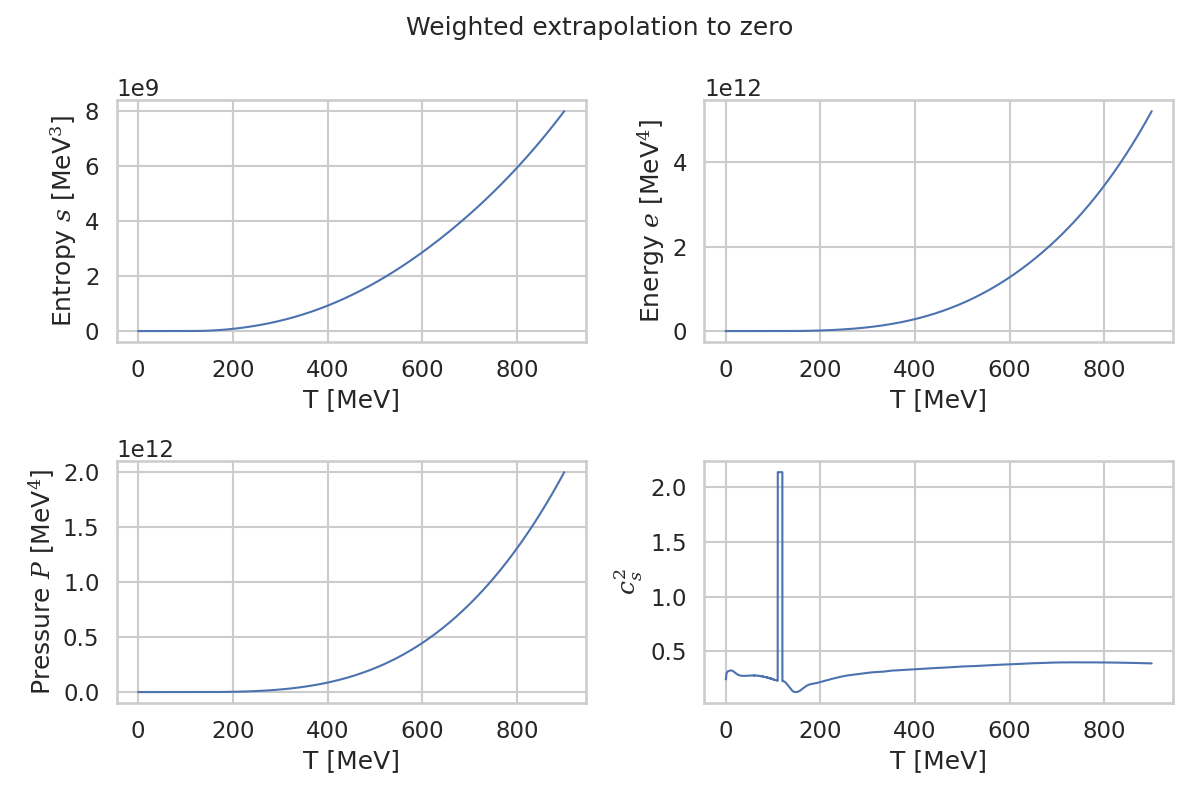 Weighted extrapolation to zero
1e9
8
6
4
2
0
Entropy s [MeV³]
0 200 400 600 800
T [MeV]
1e12
4
2
0
Energy e [MeV⁴]
0 200 400 600 800
T [MeV]
1e12
2.0
1.5
1.0
0.5
0.0
Pressure P [MeV⁴]
0 200 400 600 800
T [MeV]
2.0
1.5
1.0
0.5
c_s^2
0 200 400 600 800
T [MeV]